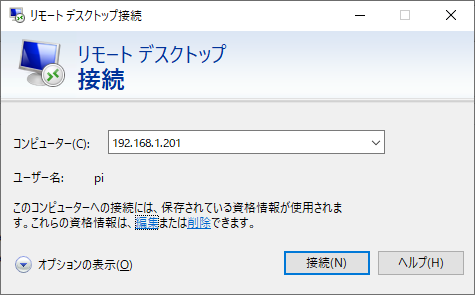 リモート デスクトップ接続
リモート デスクトップ
接続
コンピューター(C): 192.168.1.201
ユーザー名: pi
このコンピューターへの接続には、保存されている資格情報が使用されま
す。これらの資格情報は、編集または削除できます。
オプションの表示(O) 接続(N) ヘルプ(H)